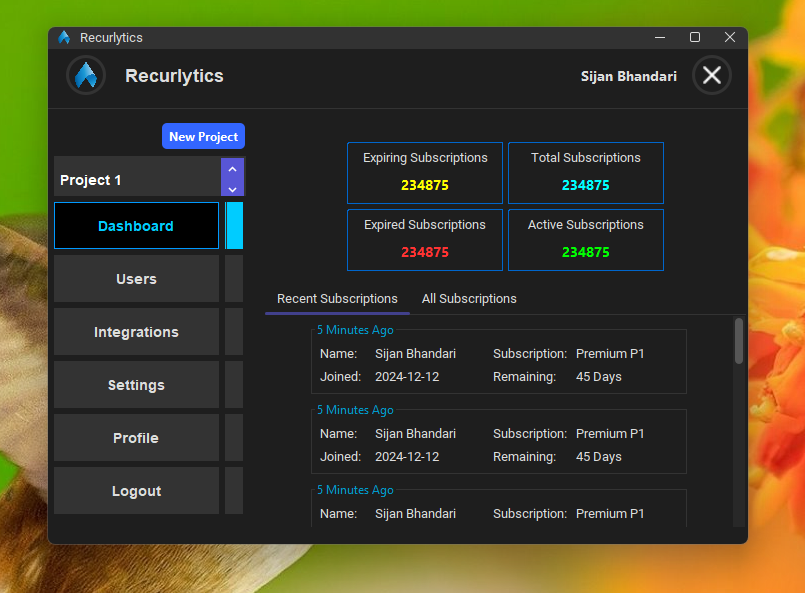 Recurlytics
Recurlytics
Sijan Bhandari
New Project
Project 1
Dashboard
Users
Integrations
Settings
Profile
Logout
Expiring Subscriptions
234875
Total Subscriptions
234875
Expired Subscriptions
234875
Active Subscriptions
234875
Recent Subscriptions All Subscriptions
5 Minutes Ago
Name: Sijan Bhandari Subscription: Premium P1
Joined: 2024-12-12 Remaining: 45 Days
5 Minutes Ago
Name: Sijan Bhandari Subscription: Premium P1
Joined: 2024-12-12 Remaining: 45 Days
5 Minutes Ago
Name: Sijan Bhandari Subscription: Premium P1